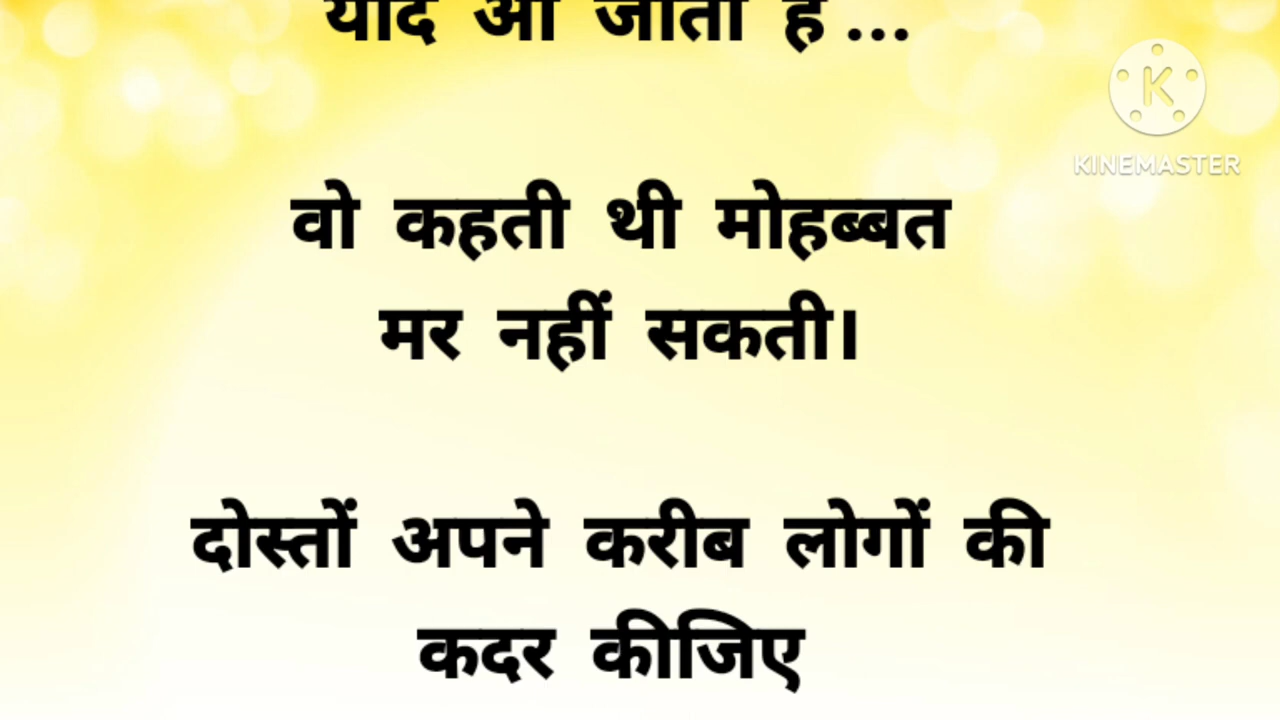 याद आ जाता है...
वो कहती थी मोहब्बत
मर नहीं सकती।
दोस्तों अपने करीब लोगों की
कदर कीजिए
K
KINEMASTER